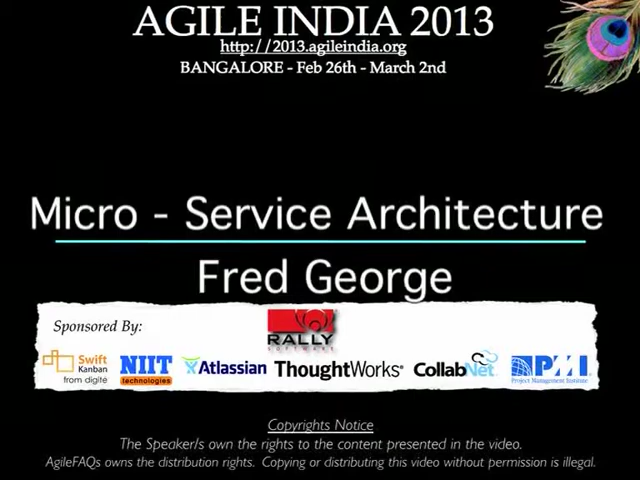 AGILE INDIA 2013
http://2013.agileindia.org
BANGALORE - Feb 26th - March 2nd
Micro - Service Architecture
Fred George
Sponsored By:
RALLY
SOFTWARE
Swift
Kanban
from digité
NIIT
technologies
Atlassian
ThoughtWorks®
CollabNet
PMI
Project Management Institute
Copyrights Notice
The Speaker/s own the rights to the content presented in the video.
AgileFAQs owns the distribution rights. Copying or distributing this video without permission is illegal.